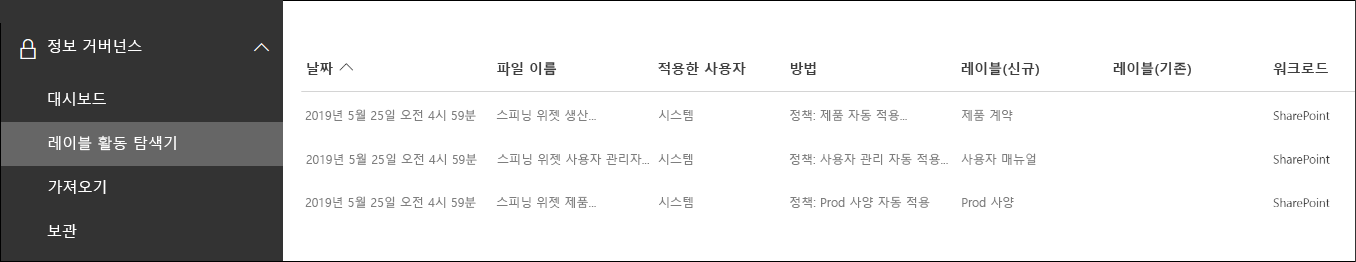 정보 거버넌스
대시보드
레이블 활동 탐색기
가져오기
보관
날짜 파일 이름 적용한 사용자 방법 레이블(신규) 레이블(기존) 워크로드
2019년 5월 25일 오전 4시 59분 스피닝 위젯 생산... 시스템 정책: 제품 자동 적용... 제품 계약 SharePoint
2019년 5월 25일 오전 4시 59분 스피닝 위젯 사용자 관리자... 시스템 정책: 사용자 관리 자동 적용... 사용자 매뉴얼 SharePoint
2019년 5월 25일 오전 4시 59분 스피닝 위젯 제품... 시스템 정책: Prod 사양 자동 적용 Prod 사양 SharePoint